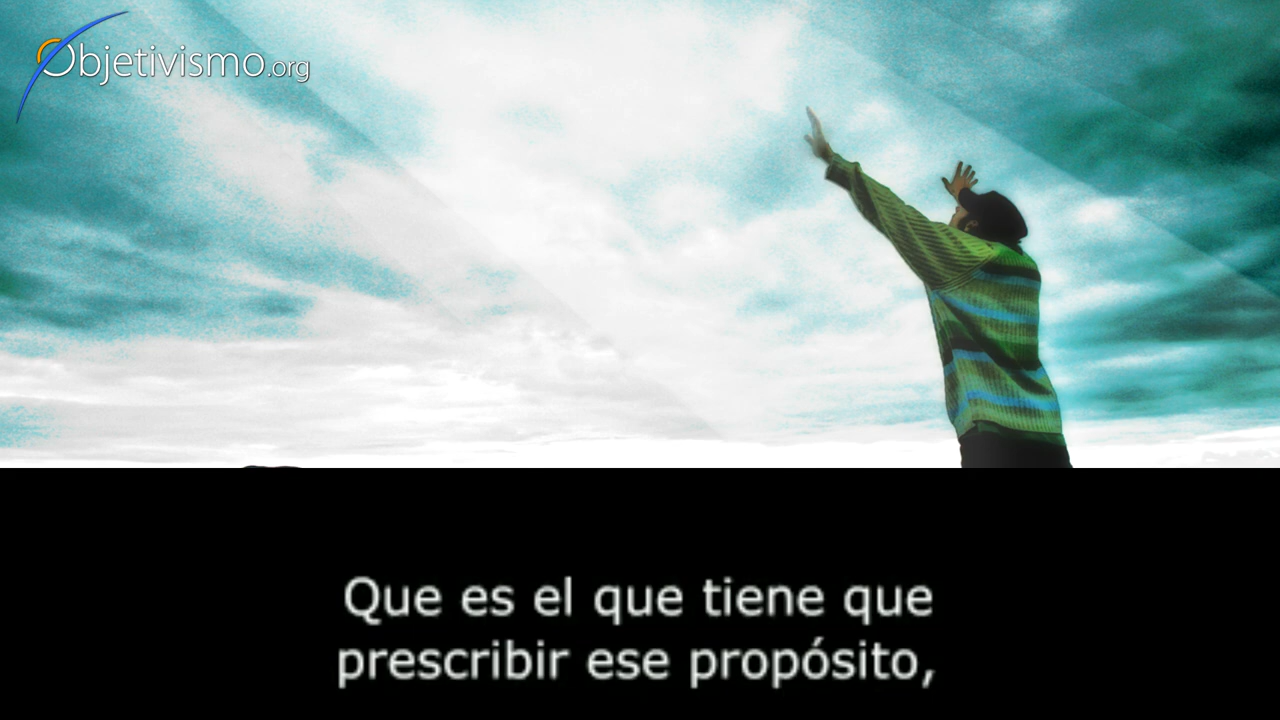 Objetivismo.org
Que es el que tiene que
prescribir ese propósito,